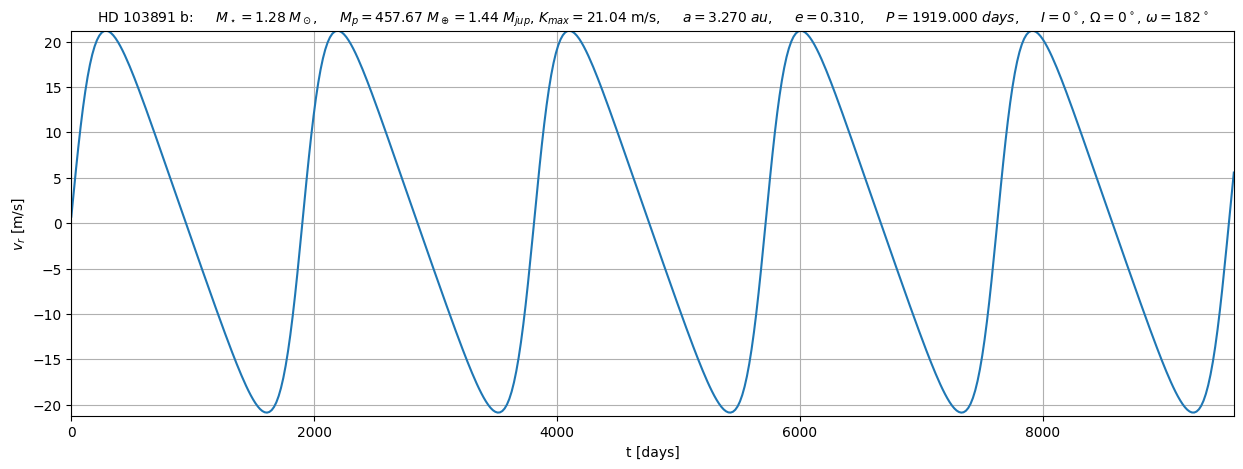 HD 103891 b: M⋆ = 1.28 M⊙, Mp = 457.67 M⊕ = 1.44 Mjup, Kmax = 21.04 m/s, a = 3.270 au, e = 0.310, P = 1919.000 days, I = 0°, Ω = 0°, ω = 182°
20
15
10
5
0
−5
−10
−15
−20
vr [m/s]
0 2000 4000 6000 8000
t [days]